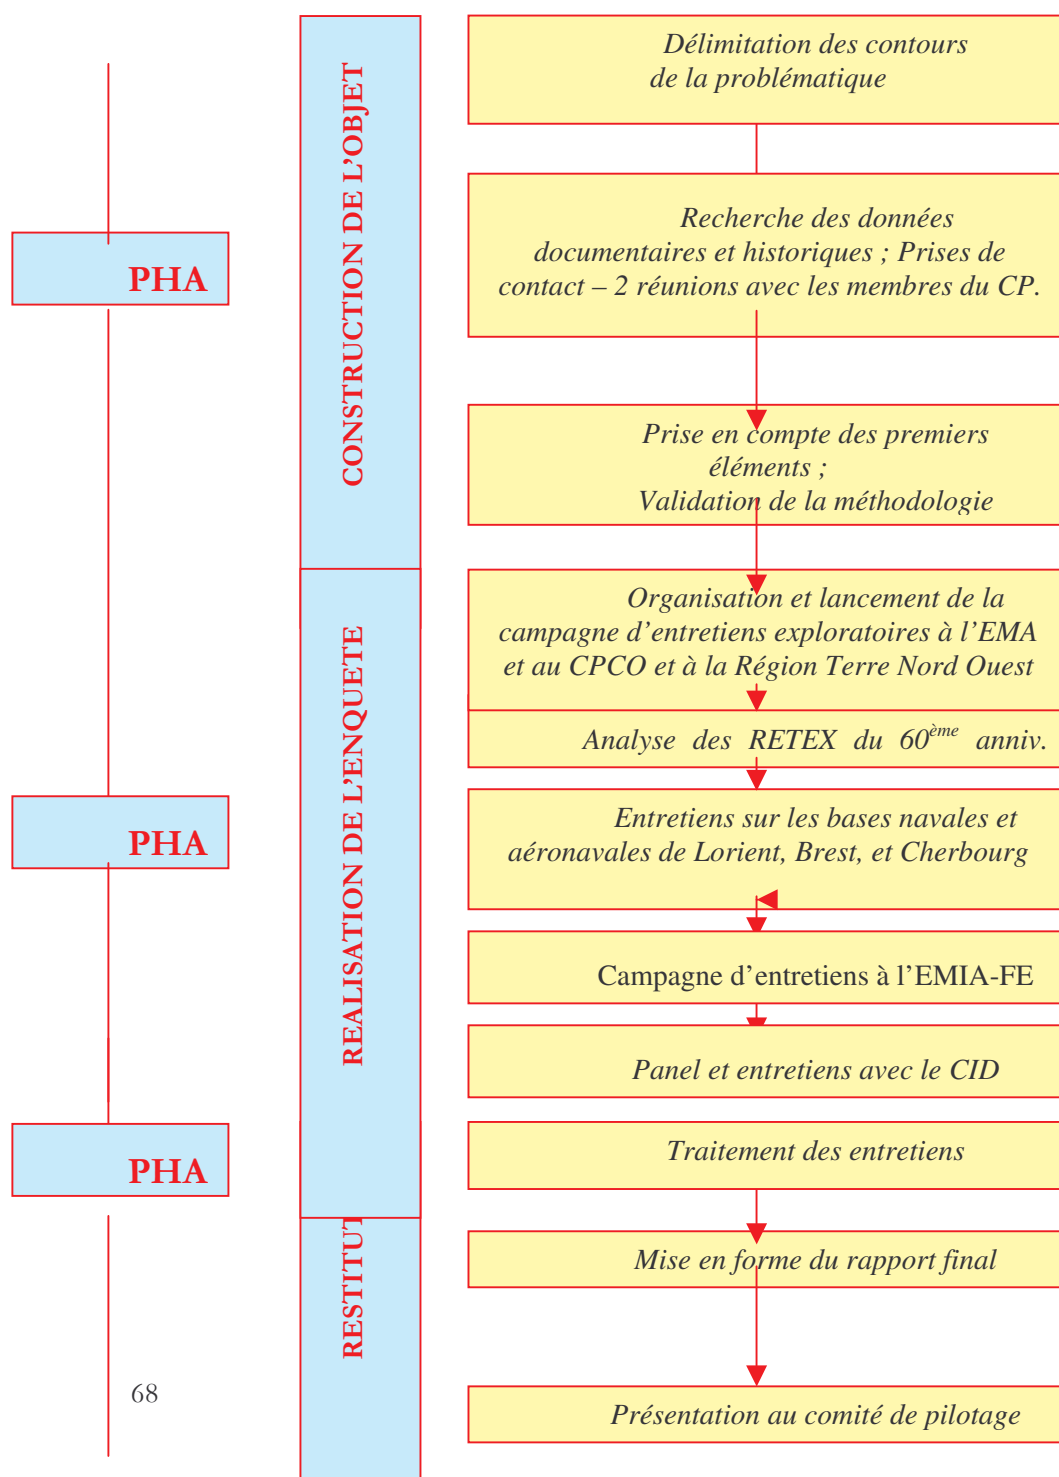 PHA
PHA
PHA
CONSTRUCTION DE L’OBJET
REALISATION DE L’ENQUETE
RESTITUT
Délimitation des contours
de la problématique
Recherche des données
documentaires et historiques ; Prises de
contact – 2 réunions avec les membres du CP.
Prise en compte des premiers
éléments ;
Validation de la méthodologie
Organisation et lancement de la
campagne d’entretiens exploratoires à l’EMA
et au CPCO et à la Région Terre Nord Ouest
Analyse des RETEX du 60ème anniv.
Entretiens sur les bases navales et
aéronavales de Lorient, Brest, et Cherbourg
Campagne d’entretiens à l’EMIA-FE
Panel et entretiens avec le CID
Traitement des entretiens
Mise en forme du rapport final
Présentation au comité de pilotage
68